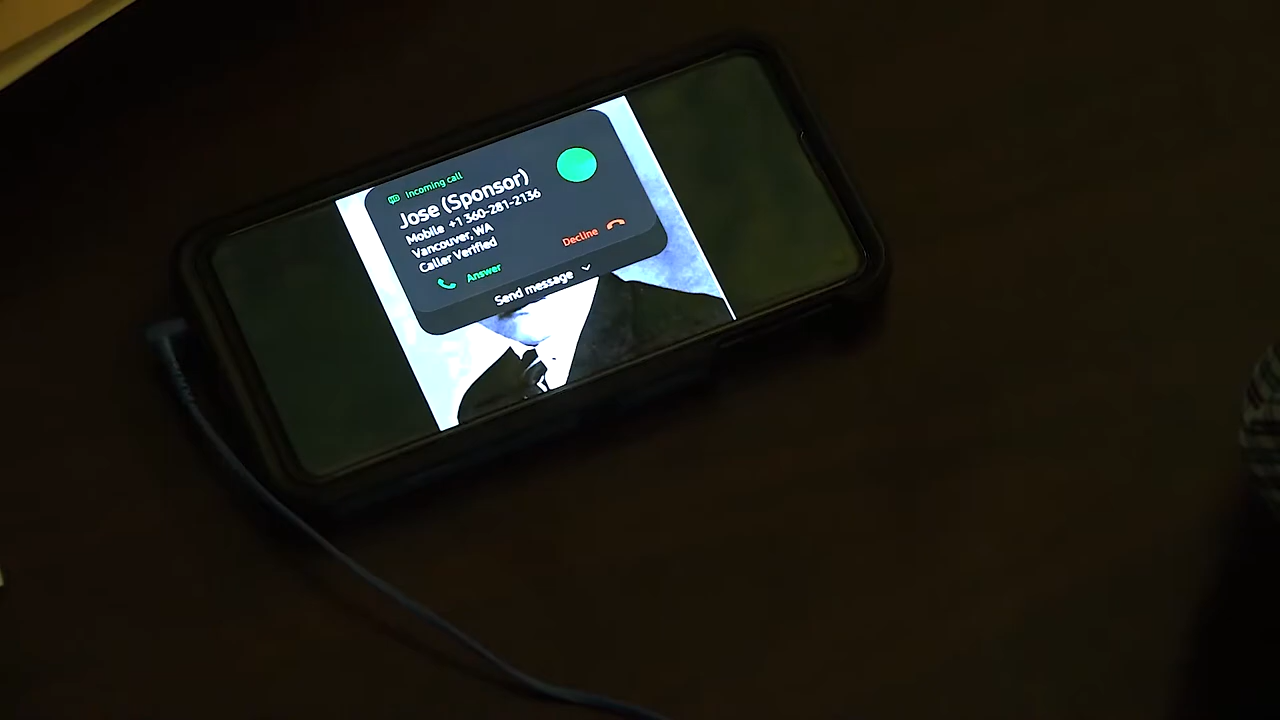 Incoming call
Jose (Sponsor)
Mobile +1 360-281-2136
Vancouver, WA
Caller Verified
Answer
Decline
Send message